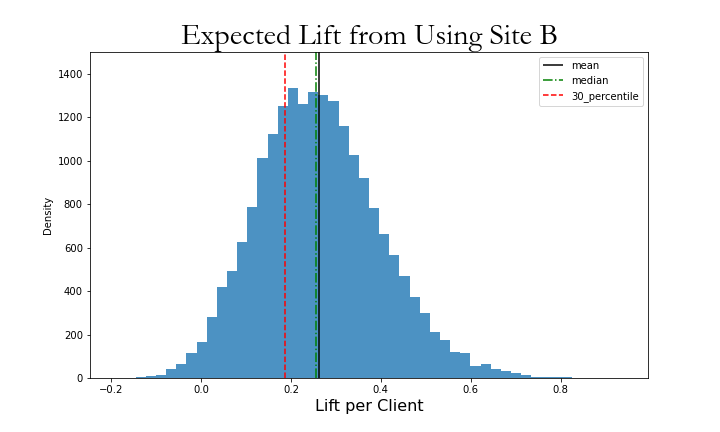 Expected Lift from Using Site B
mean
median
30_percentile
1400
1200
1000
800
600
400
200
0
Density
−0.2 0.0 0.2 0.4 0.6 0.8
Lift per Client